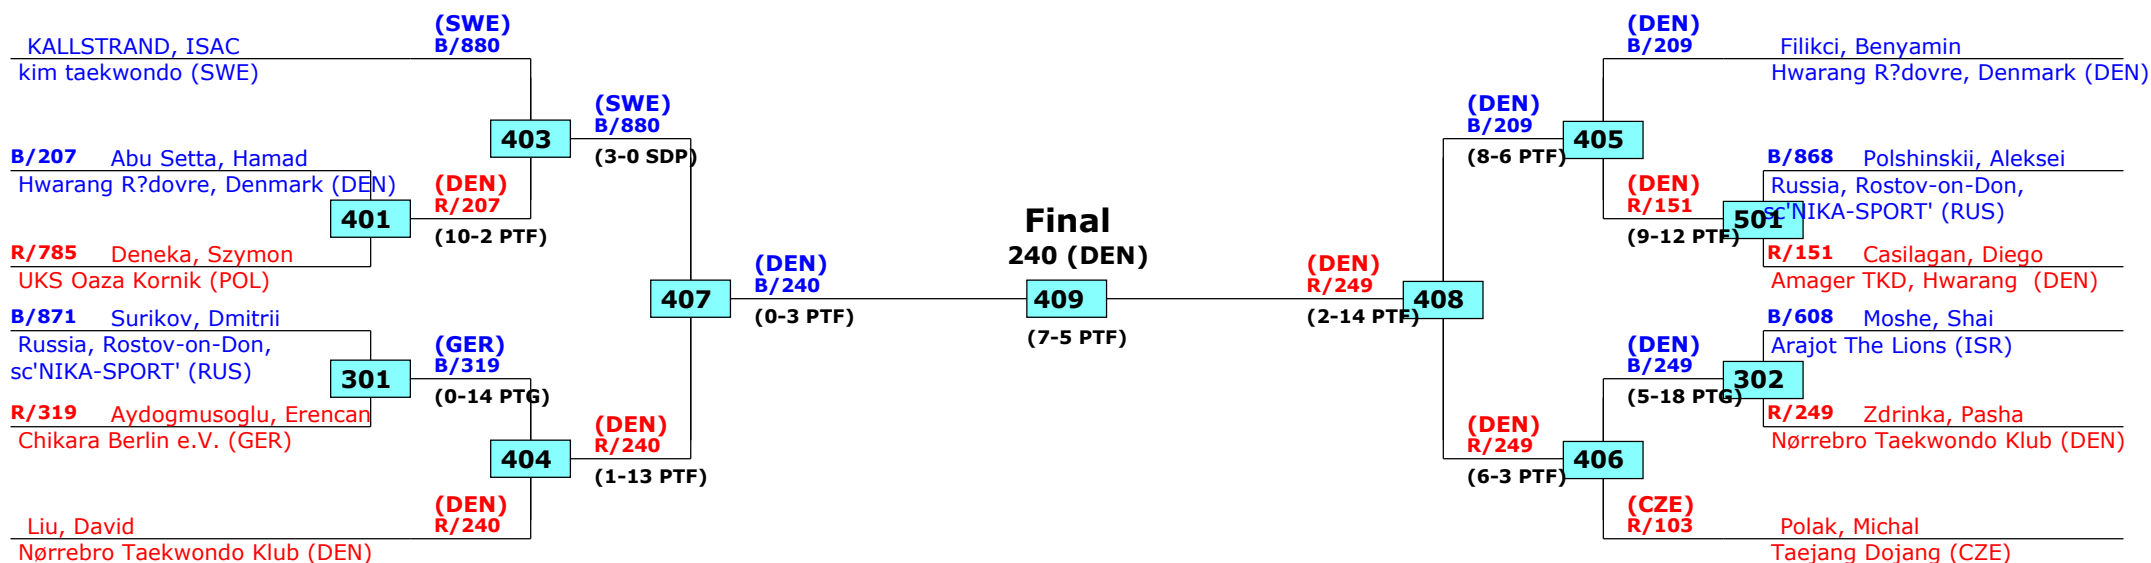 (SWE)
B/880
KALLSTRAND, ISAC
kim taekwondo (SWE)
(SWE)
B/880
403
(3-0 SDP)
B/207 Abu Setta, Hamad
Hwarang R?dovre, Denmark (DEN)
(DEN)
R/207
401
(10-2 PTF)
R/785 Deneka, Szymon
UKS Oaza Kornik (POL)
(DEN)
B/240
407
(0-3 PTF)
B/871 Surikov, Dmitrii
Russia, Rostov-on-Don,
sc'NIKA-SPORT' (RUS)
(GER)
B/319
301
(0-14 PTG)
R/319 Aydogmusoglu, Erencan
Chikara Berlin e.V. (GER)
(DEN)
R/240
404
(1-13 PTF)
(DEN)
R/240
Liu, David
Nørrebro Taekwondo Klub (DEN)
Final
240 (DEN)
409
(7-5 PTF)
(DEN)
B/209
Filikci, Benyamin
Hwarang R?dovre, Denmark (DEN)
(DEN)
B/209
405
(8-6 PTF)
B/868 Polshinskii, Aleksei
Russia, Rostov-on-Don,
sc'NIKA-SPORT' (RUS)
(DEN)
R/151
501
(9-12 PTF)
R/151 Casilagan, Diego
Amager TKD, Hwarang (DEN)
(DEN)
R/249
408
(2-14 PTF)
B/608 Moshe, Shai
Arajot The Lions (ISR)
(DEN)
B/249
302
(5-18 PTG)
R/249 Zdrinka, Pasha
Nørrebro Taekwondo Klub (DEN)
(DEN)
R/249
406
(6-3 PTF)
(CZE)
R/103
Polak, Michal
Taejang Dojang (CZE)